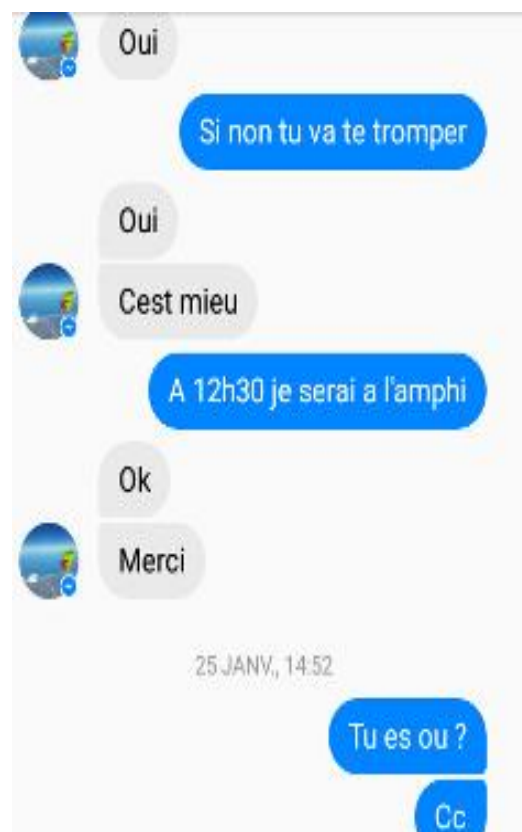 Oui
Si non tu va te tromper
Oui
Cest mieu
A 12h30 je serai a l'amphi
Ok
Merci
25 JANV., 14:52
Tu es ou ?
Cc